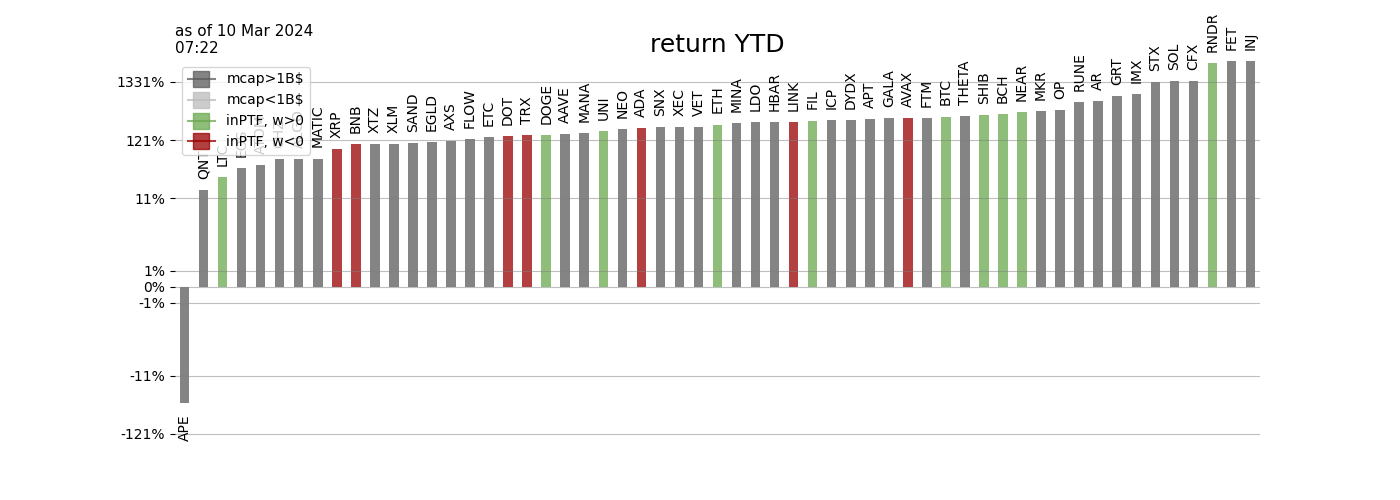 as of 10 Mar 2024
07:22
return YTD
mcap>1B$
mcap<1B$
inPTF, w>0
inPTF, w<0
1331%
121%
11%
1%
0%
-1%
-11%
-121%
APE
QNT
LTC
MATIC
XRP
BNB
XTZ
XLM
SAND
EGLD
AXS
FLOW
ETC
DOT
TRX
DOGE
AAVE
MANA
UNI
NEO
ADA
SNX
XEC
VET
ETH
MINA
LDO
HBAR
LINK
FIL
ICP
DYDX
APT
GALA
AVAX
FTM
BTC
THETA
SHIB
BCH
NEAR
MKR
OP
RUNE
AR
GRT
IMX
STX
SOL
CFX
RNDR
FET
INJ